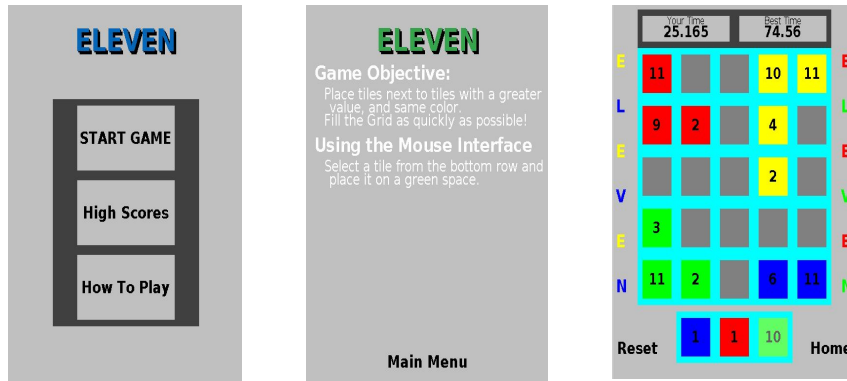 ELEVEN
START GAME
High Scores
How To Play
ELEVEN
Game Objective:
Place tiles next to tiles with a greater
value, and same color.
Fill the Grid as quickly as possible!
Using the Mouse Interface
Select a tile from the bottom row and
place it on a green space.
Main Menu
Your Time Best Time
25.165 74.56
E 11 10 11 E
L 9 2 4 L
E 2 E
V 3 V
E E
N 11 2 6 11 N
Reset 1 1 10 Home